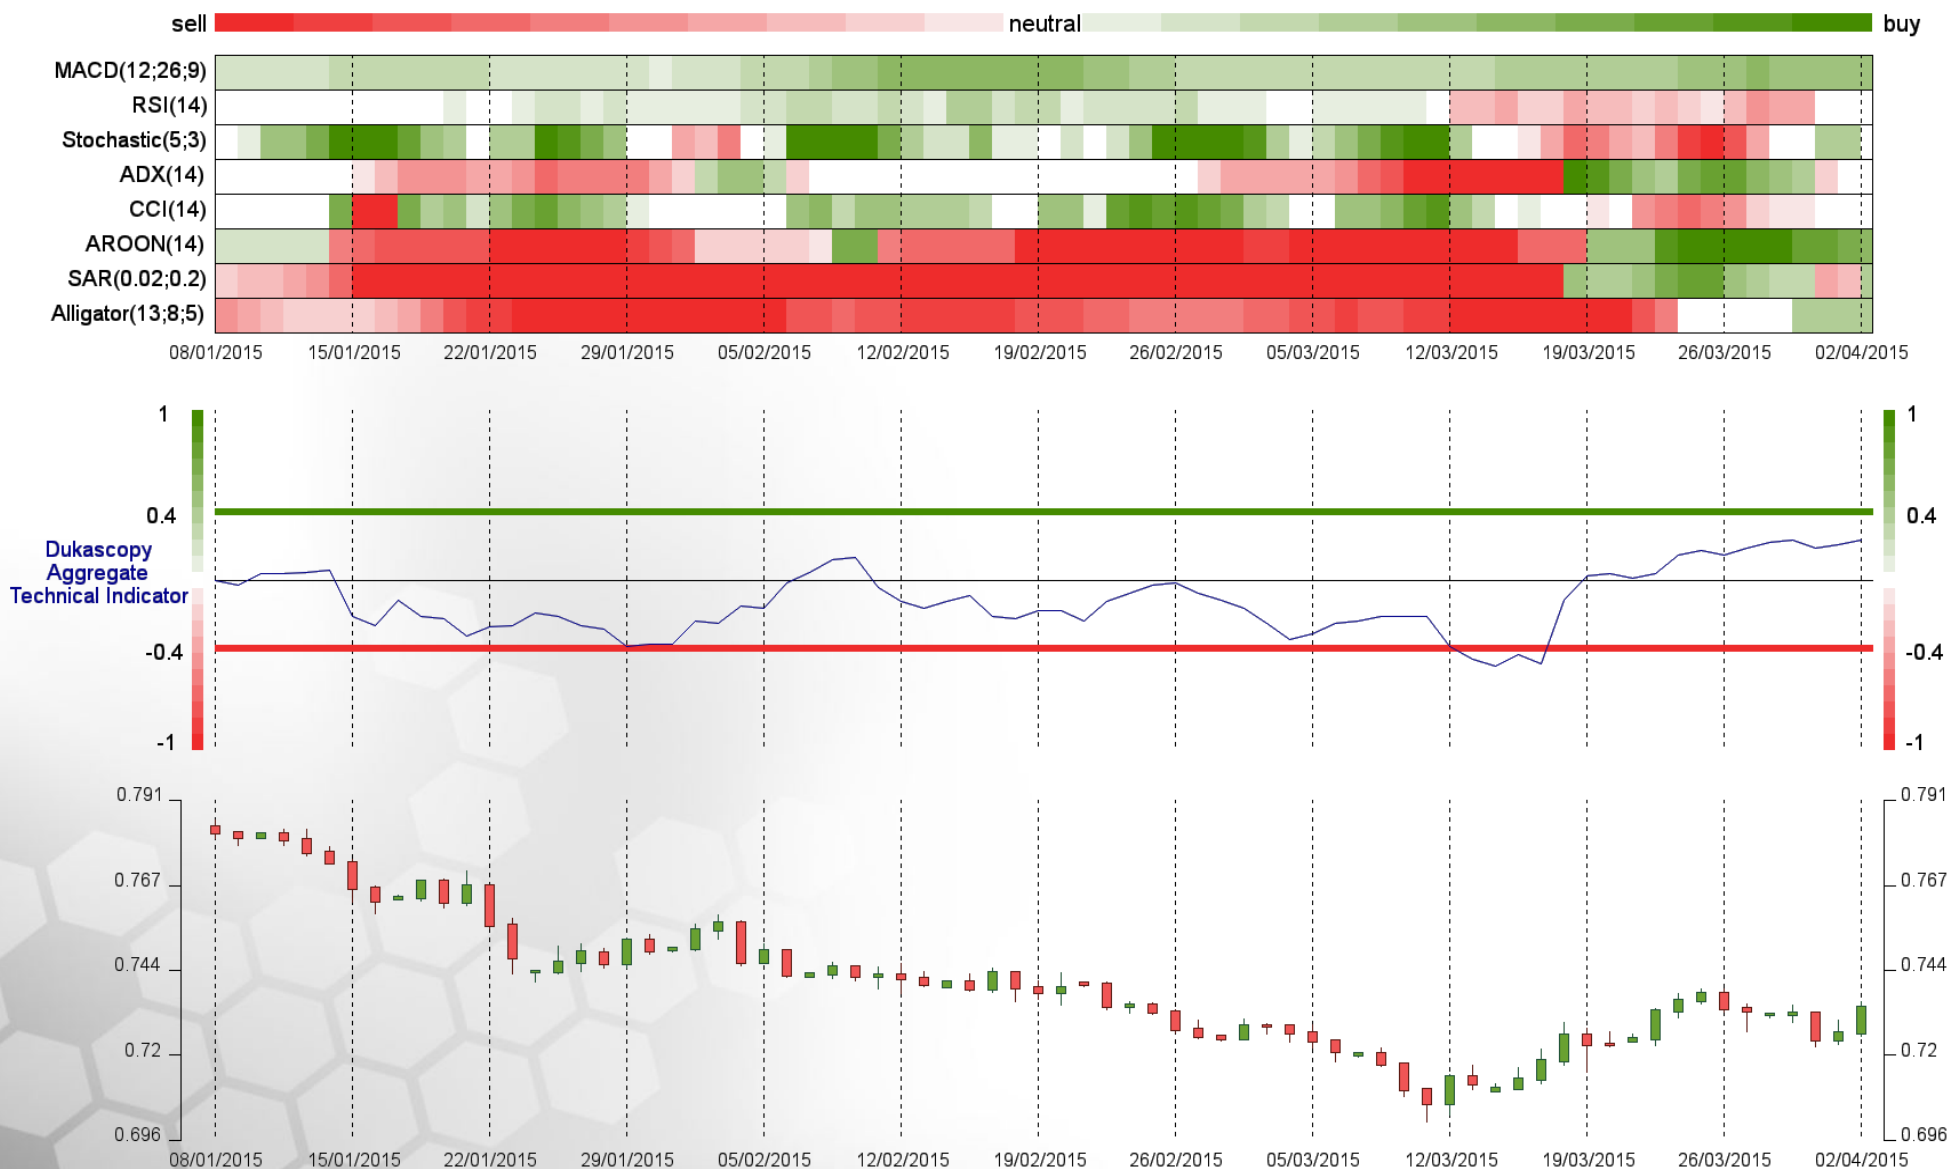 sell neutral buy
MACD(12;26;9)
RSI(14)
Stochastic(5;3)
ADX(14)
CCI(14)
AROON(14)
SAR(0.02;0.2)
Alligator(13;8;5)
08/01/2015 15/01/2015 22/01/2015 29/01/2015 05/02/2015 12/02/2015 19/02/2015 26/02/2015 05/03/2015 12/03/2015 19/03/2015 26/03/2015 02/04/2015
1 1
0.4 0.4
Dukascopy
Aggregate
Technical Indicator
-0.4 -0.4
-1 -1
0.791 0.791
0.767 0.767
0.744 0.744
0.72 0.72
0.696 0.696
08/01/2015 15/01/2015 22/01/2015 29/01/2015 05/02/2015 12/02/2015 19/02/2015 26/02/2015 05/03/2015 12/03/2015 19/03/2015 26/03/2015 02/04/2015